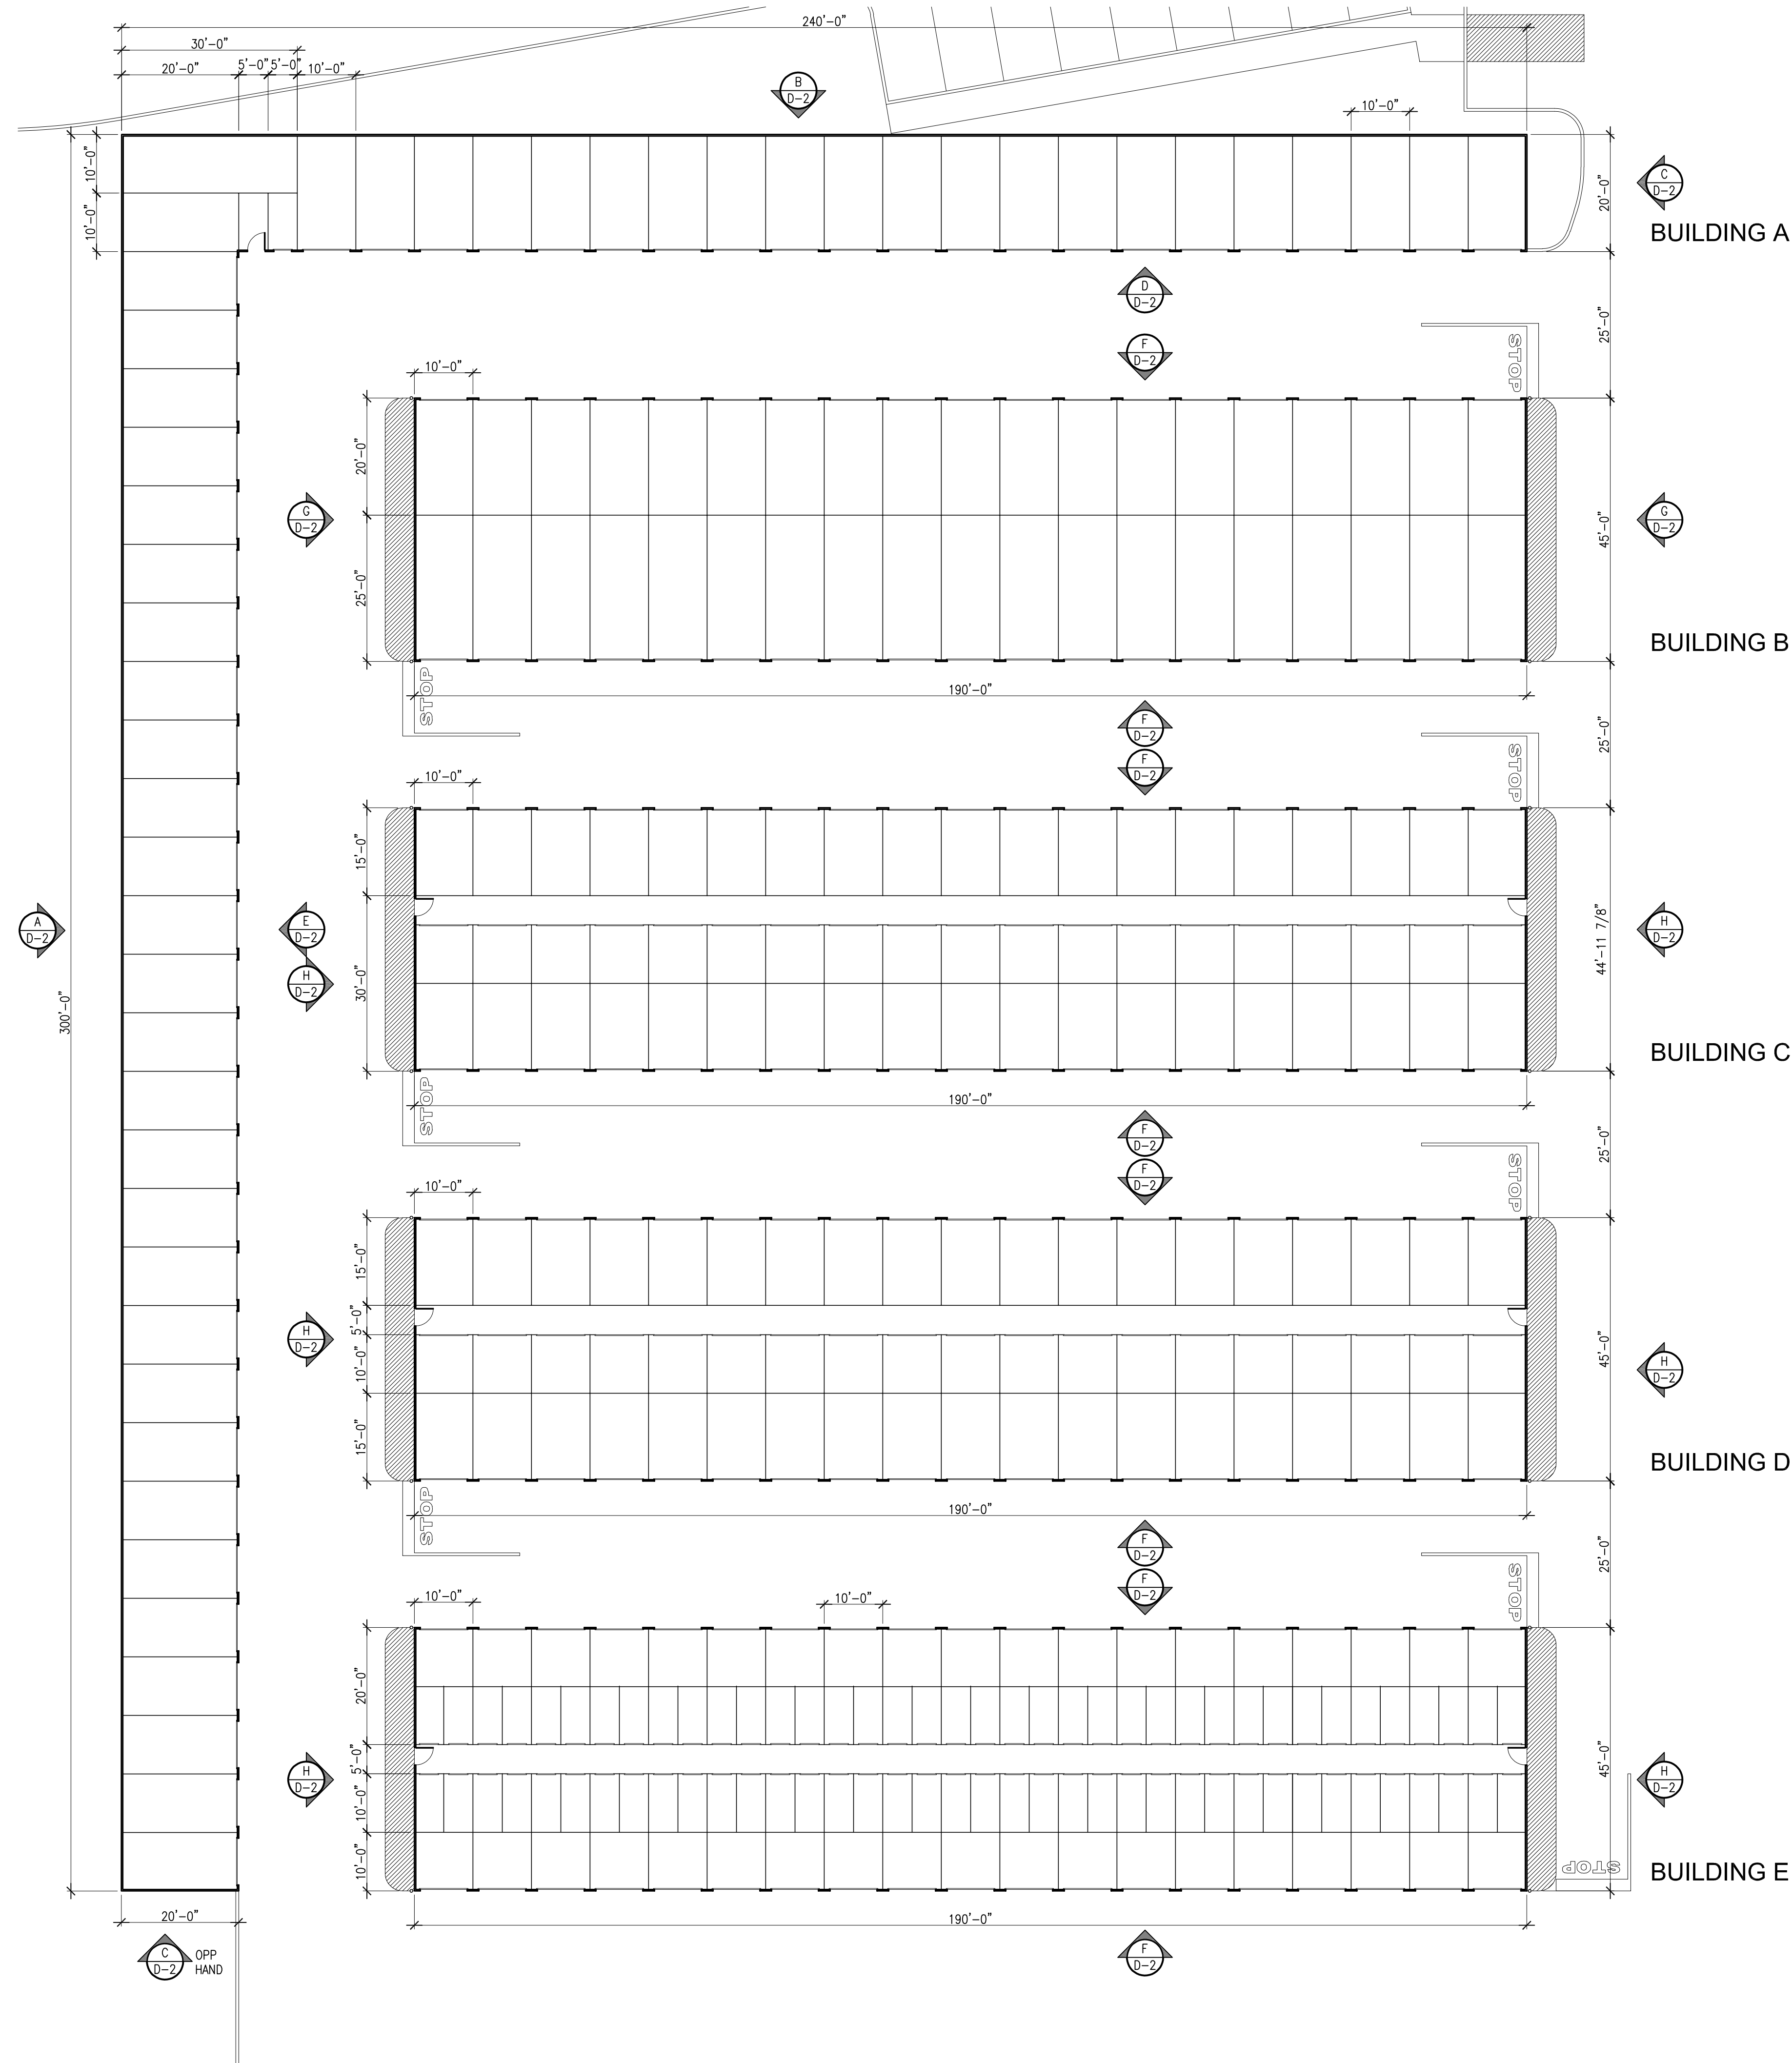 240'-0"
30'-0"
20'-0" 5'-0" 5'-0" 10'-0"
B
D-2
10'-0"
10'-0"
10'-0"
20'-0"
C
D-2
BUILDING A
D
D-2
25'-0"
F
D-2
STOP
10'-0"
20'-0"
G
D-2
G
D-2
45'-0"
25'-0"
BUILDING B
STOP
190'-0"
F
D-2
25'-0"
F
D-2
STOP
10'-0"
15'-0"
A
D-2
E
D-2
H
D-2
44'-11 7/8"
H
D-2
30'-0"
300'-0"
BUILDING C
STOP
190'-0"
F
D-2
25'-0"
F
D-2
STOP
10'-0"
15'-0"
5'-0"
H
D-2
45'-0"
H
D-2
10'-0"
15'-0"
BUILDING D
STOP
190'-0"
F
D-2
25'-0"
F
D-2
STOP
10'-0"
10'-0"
20'-0"
5'-0"
H
D-2
45'-0"
H
D-2
10'-0"
10'-0"
STOP
BUILDING E
20'-0"
190'-0"
C
D-2
OPP
HAND
F
D-2